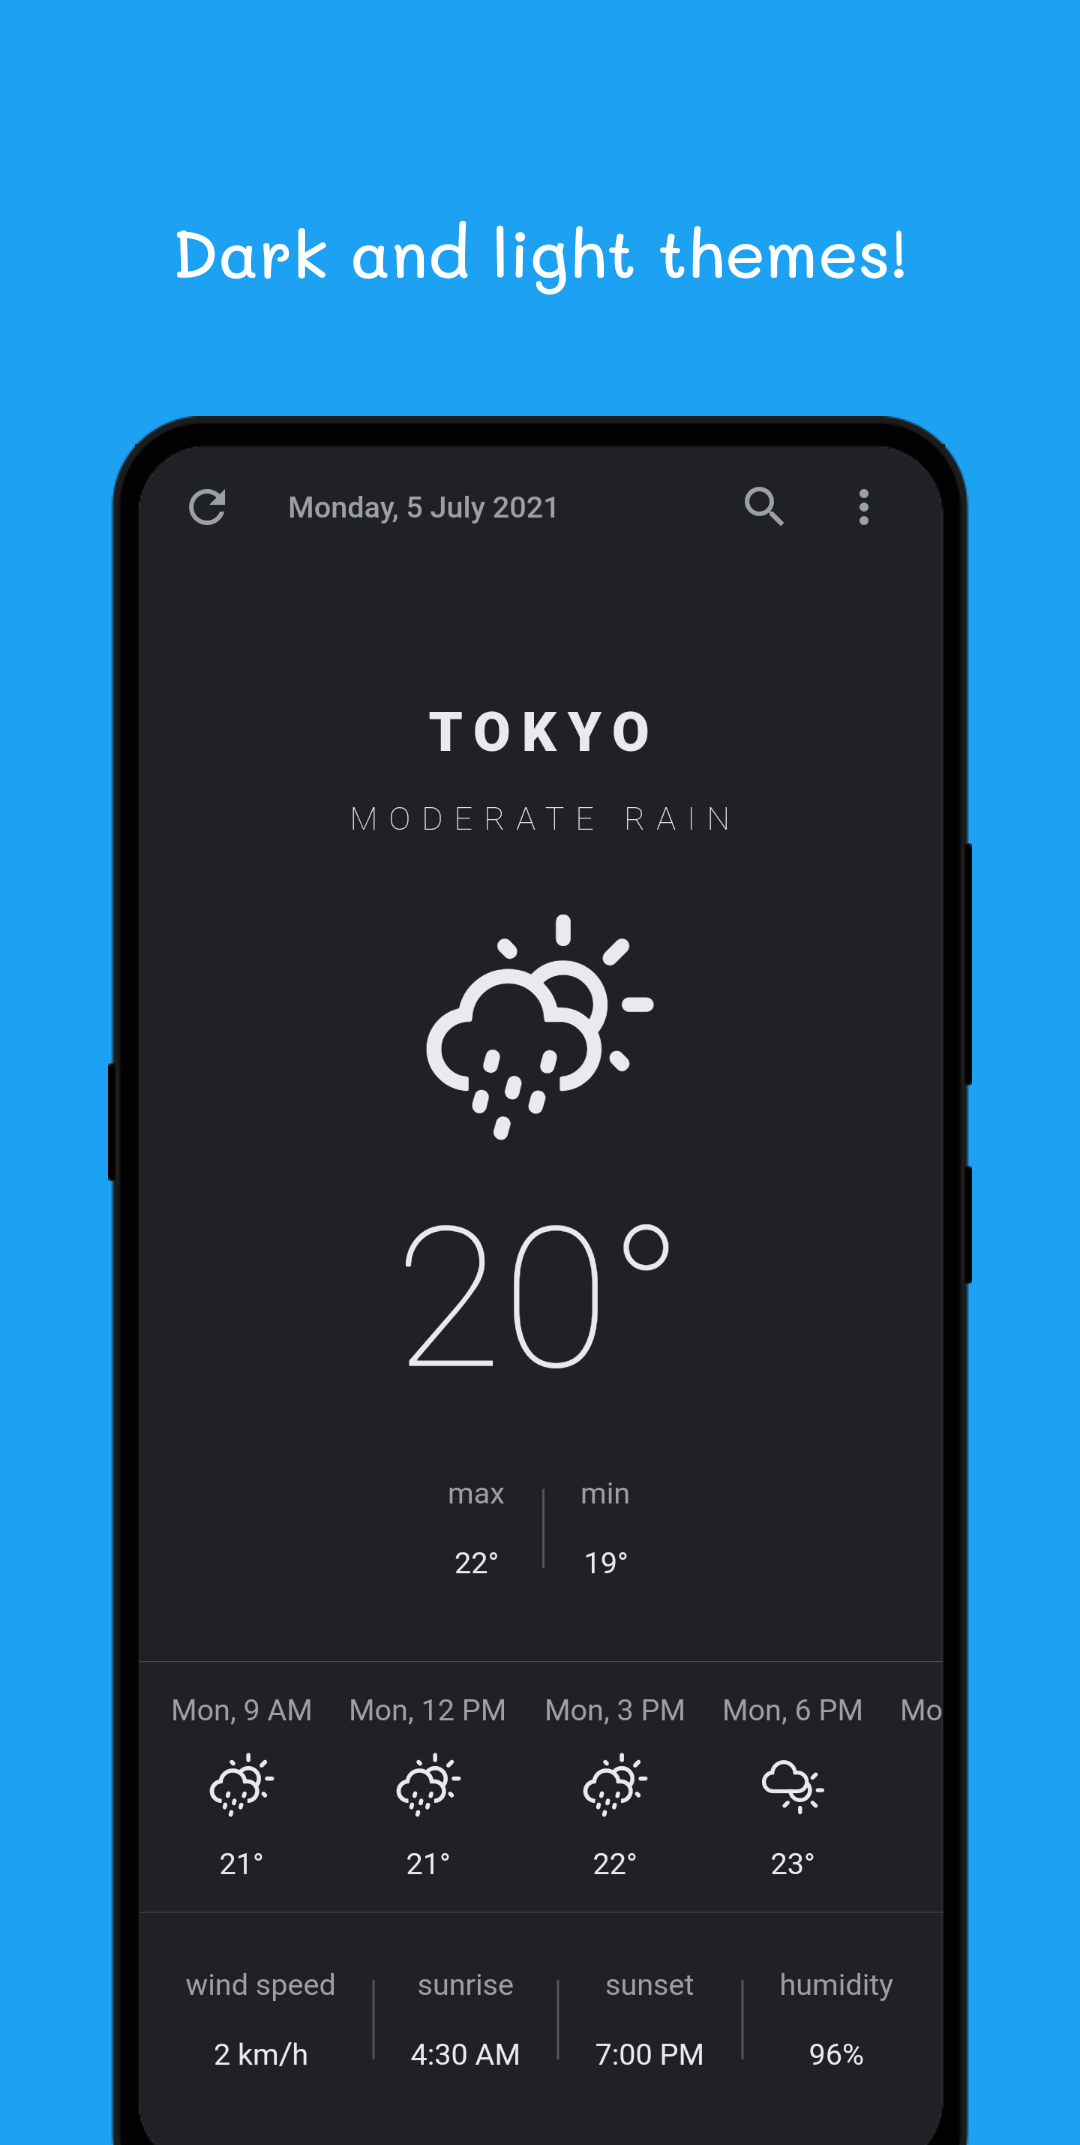 Dark and light themes!
Monday, 5 July 2021
TOKYO
MODERATE RAIN
20°
max min
22° 19°
Mon, 9 AM Mon, 12 PM Mon, 3 PM Mon, 6 PM Mo
21° 21° 22° 23°
wind speed sunrise sunset humidity
2 km/h 4:30 AM 7:00 PM 96%